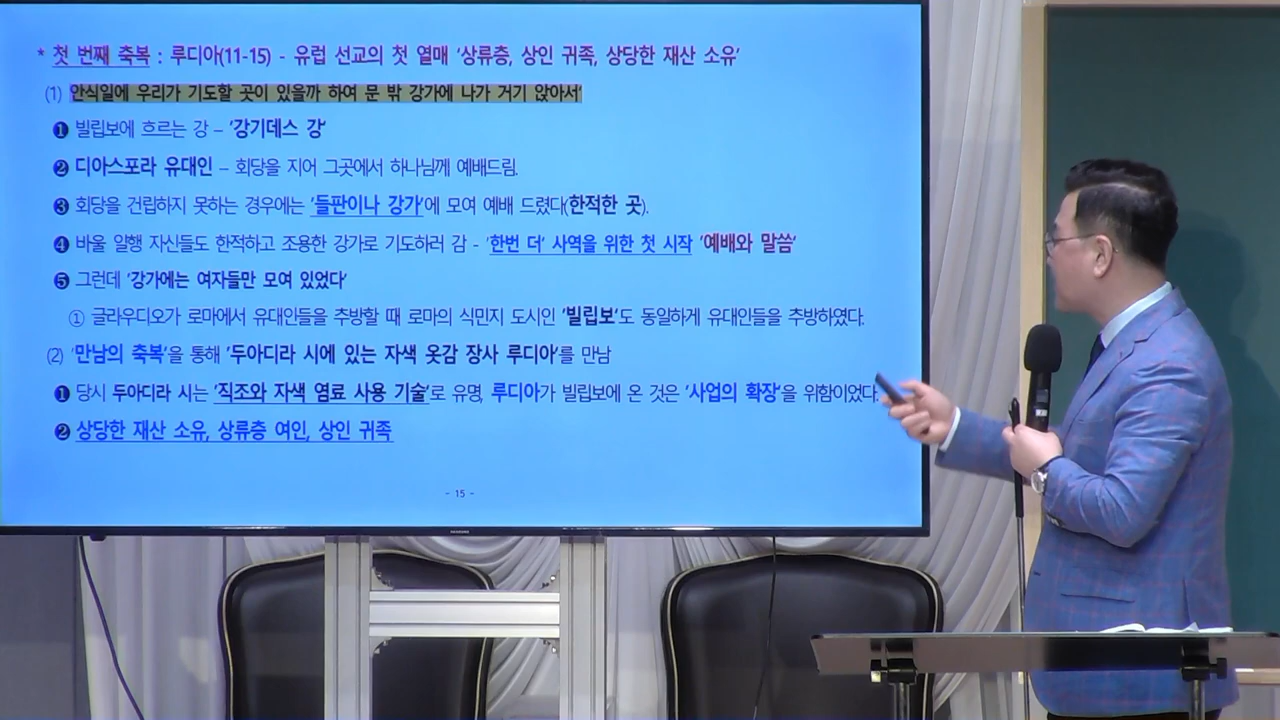 * 첫 번째 축복 : 루디아(11-15) - 유럽 선교의 첫 열매 '상류층, 상인 귀족, 상당한 재산 소유'
(1) 안식일에 우리가 기도할 곳이 있을까 하여 문 밖 강가에 나가 거기 앉아서'
❶ 빌립보에 흐르는 강 – '강기데스 강'
❷ 디아스포라 유대인 – 회당을 지어 그곳에서 하나님께 예배드림.
❸ 회당을 건립하지 못하는 경우에는 '들판이나 강가'에 모여 예배 드렸다(한적한 곳).
❹ 바울 일행 자신들도 한적하고 조용한 강가로 기도하러 감 - '한번 더' 사역을 위한 첫 시작 '예배와 말씀'
❺ 그런데 '강가에는 여자들만 모여 있었다'
① 글라우디오가 로마에서 유대인들을 추방할 때 로마의 식민지 도시인 '빌립보'도 동일하게 유대인들을 추방하였다.
(2) '만남의 축복'을 통해 '두아디라 시에 있는 자색 옷감 장사 루디아'를 만남
❶ 당시 두아디라 시는 '직조와 자색 염료 사용 기술'로 유명, 루디아가 빌립보에 온 것은 '사업의 확장'을 위함이었다.
❷ 상당한 재산 소유, 상류층 여인, 상인 귀족
- 15 -
SAMSUNG